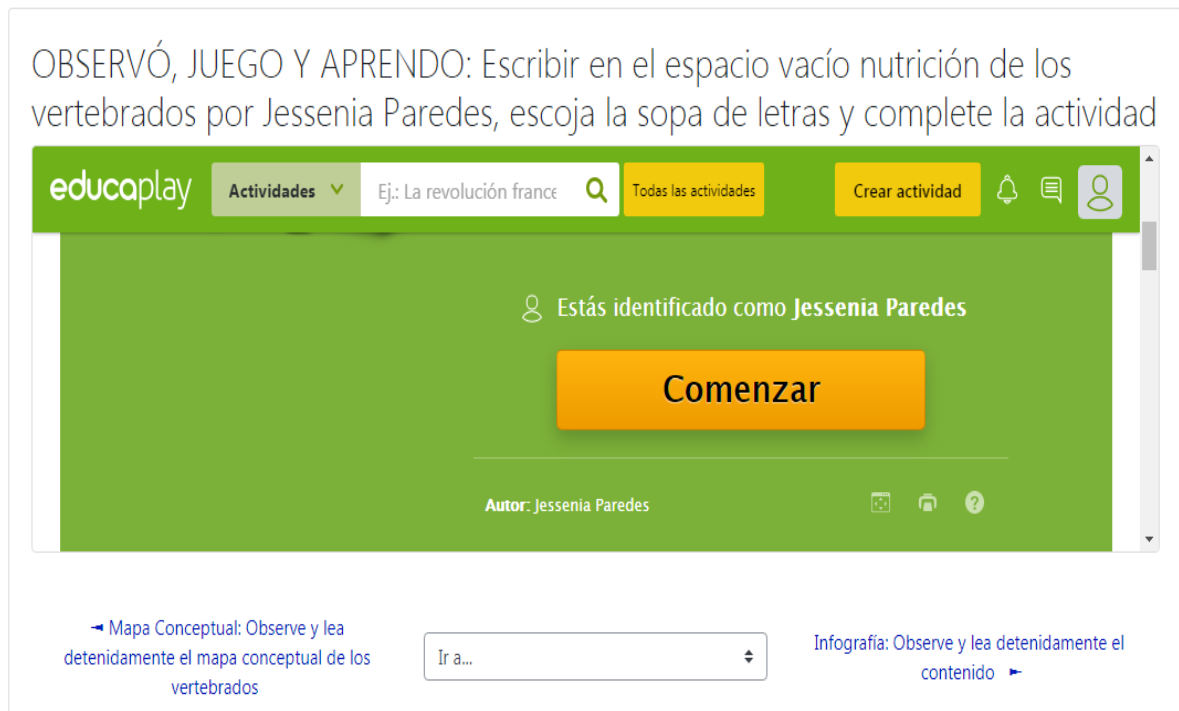 OBSERVÓ, JUEGO Y APRENDO: Escribir en el espacio vacío nutrición de los
vertebrados por Jessenia Paredes, escoja la sopa de letras y complete la actividad
educaplay Actividades Ej.: La revolución france Todas las actividades Crear actividad
Estás identificado como Jessenia Paredes
Comenzar
Autor: Jessenia Paredes
◄ Mapa Conceptual: Observe y lea
detenidamente el mapa conceptual de los
vertebrados
Ir a...
Infografía: Observe y lea detenidamente el
contenido ►